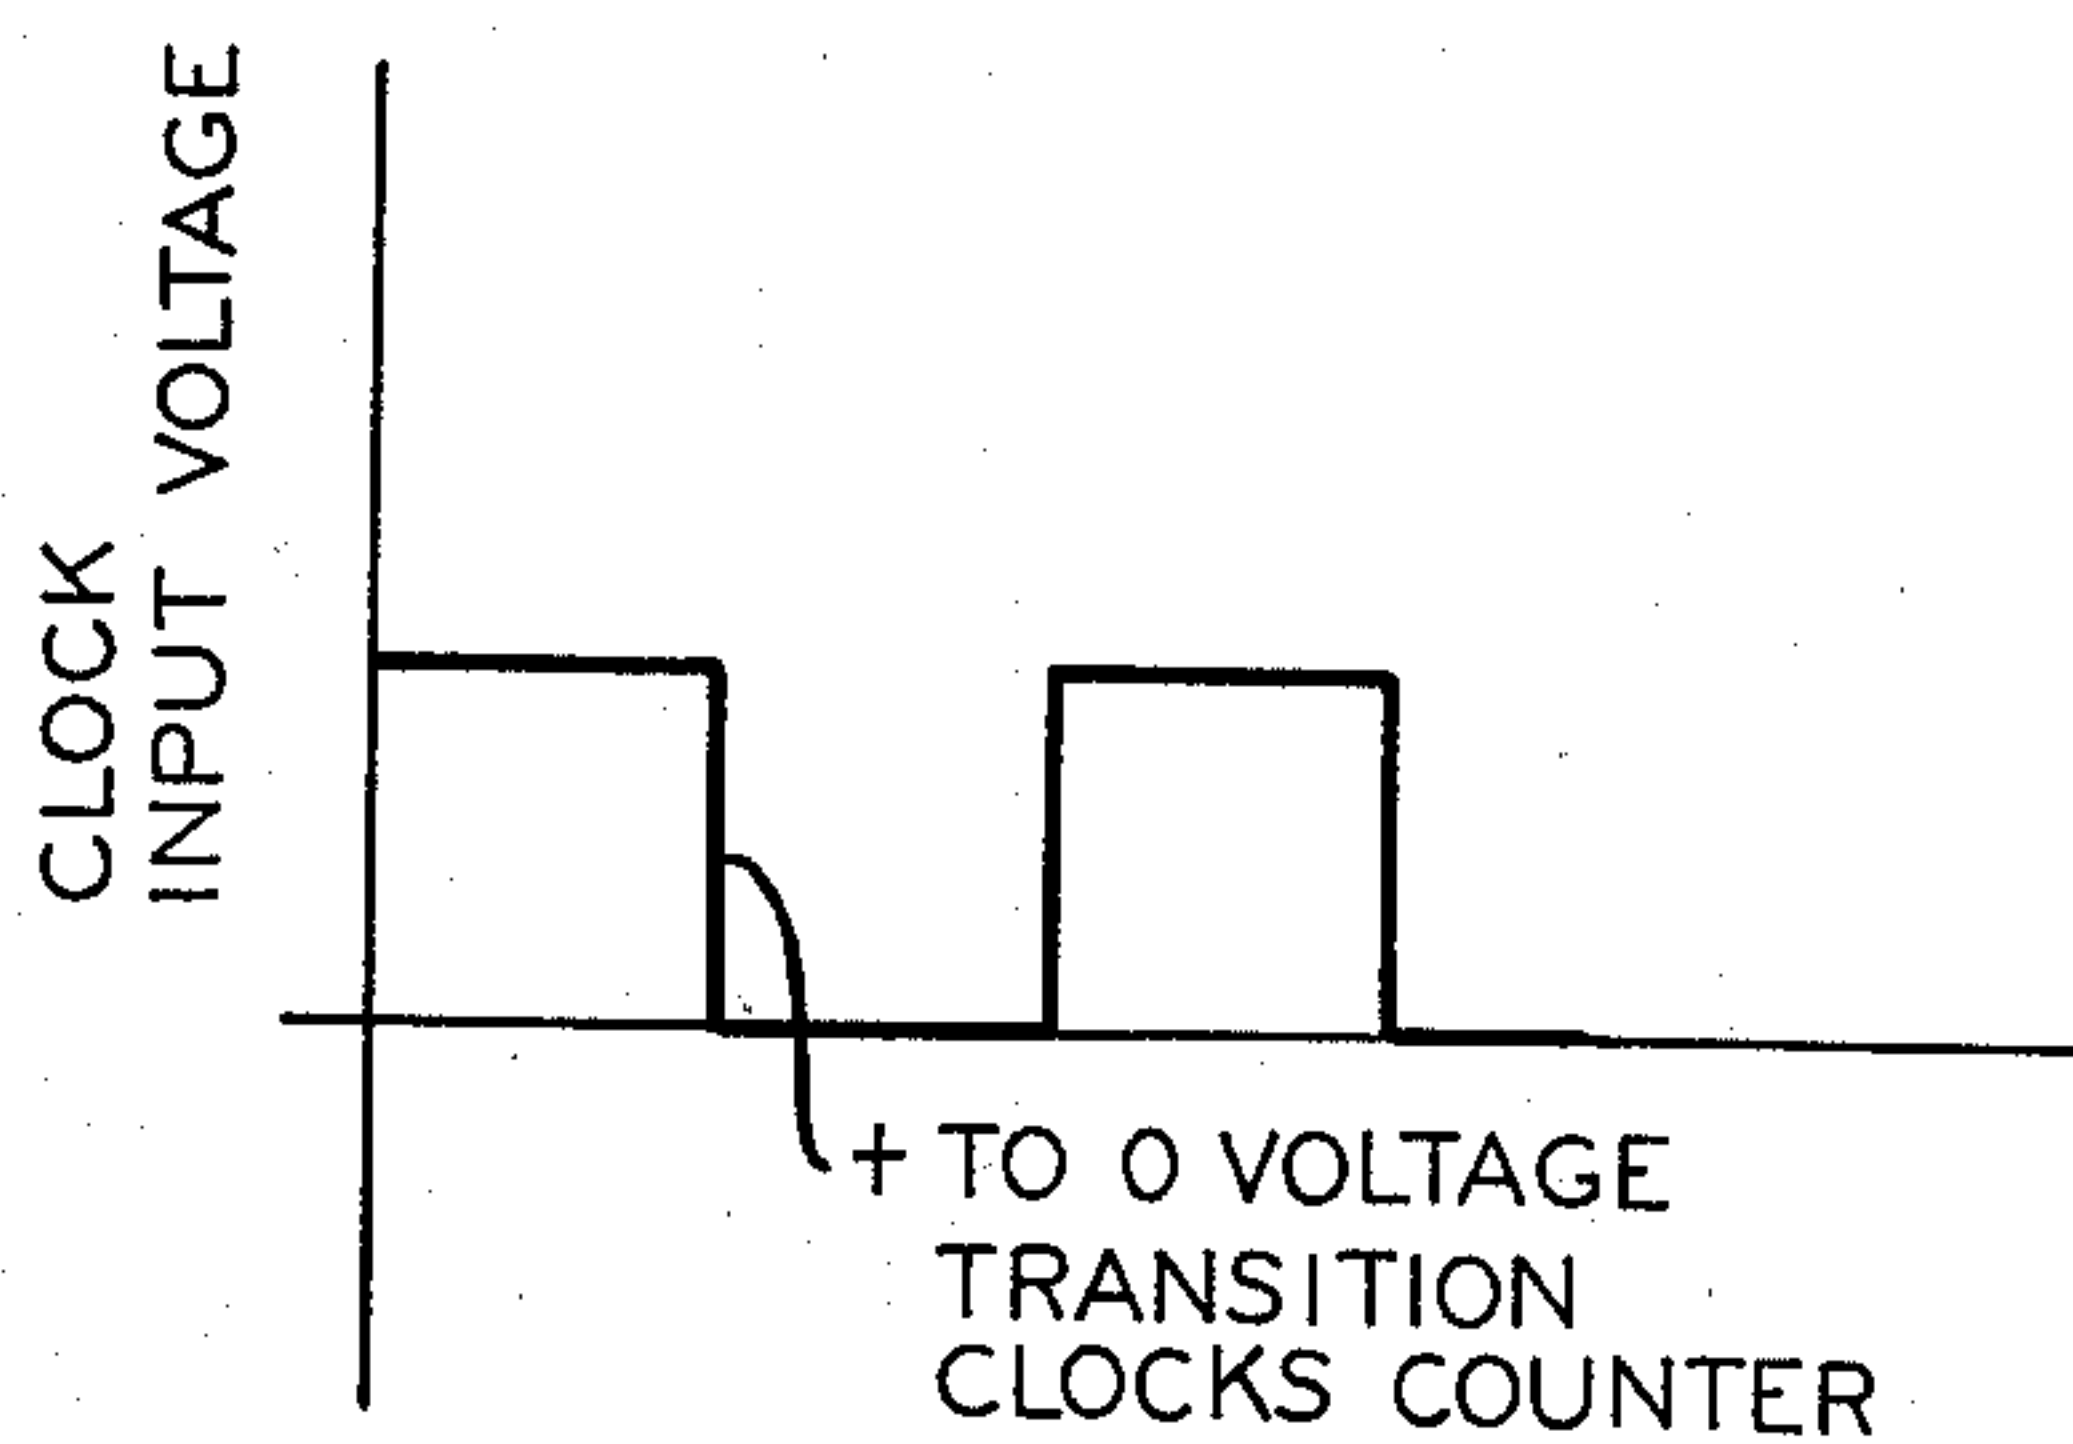 CLOCK
INPUT VOLTAGE
+ TO 0 VOLTAGE
TRANSITION
CLOCKS COUNTER